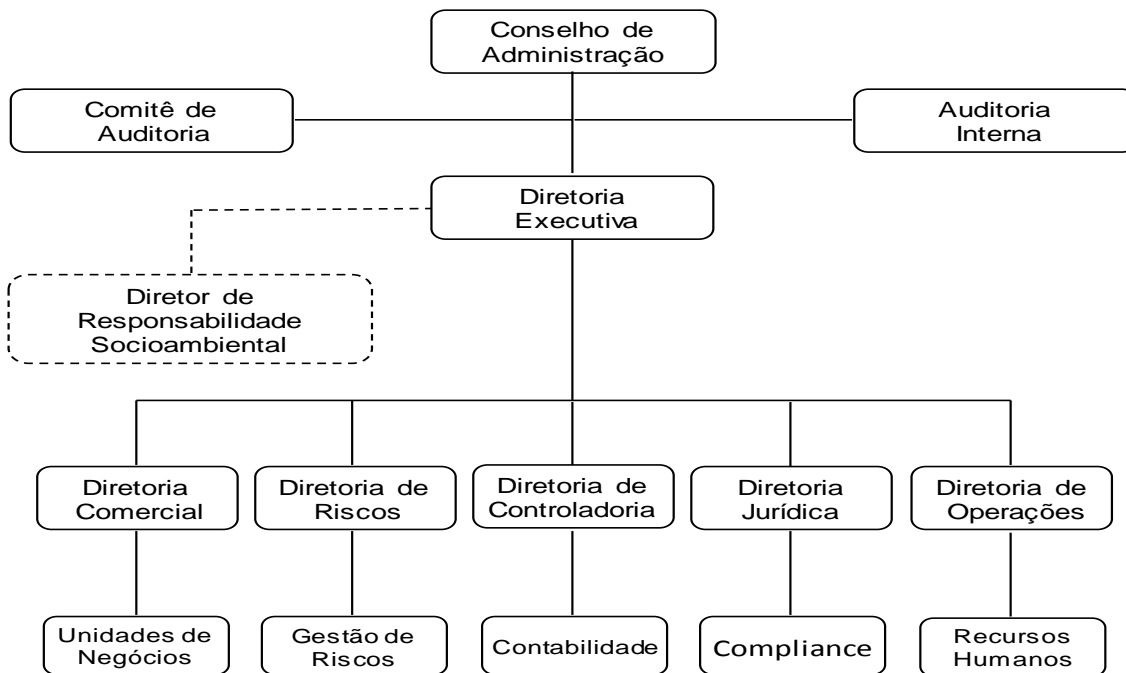 Conselho de
Administração
Comitê de
Auditoria
Auditoria
Interna
Diretoria
Executiva
Diretor de
Responsabilidade
Socioambiental
Diretoria
Comercial
Diretoria de
Riscos
Diretoria de
Controladoria
Diretoria
Jurídica
Diretoria de
Operações
Unidades de
Negócios
Gestão de
Riscos
Contabilidade
Compliance
Recursos
Humanos